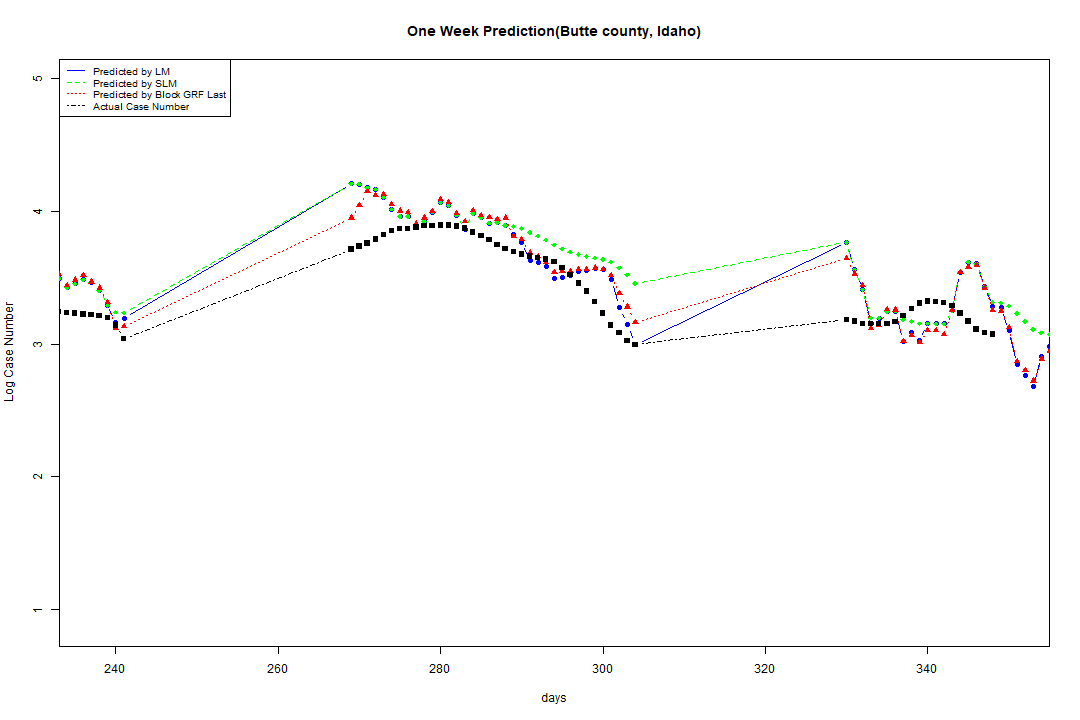 One Week Prediction(Butte county, Idaho)
Predicted by LM
Predicted by SLM
Predicted by Block GRF Last
Actual Case Number
5
4
3
2
1
Log Case Number
240 260 280 300 320 340
days